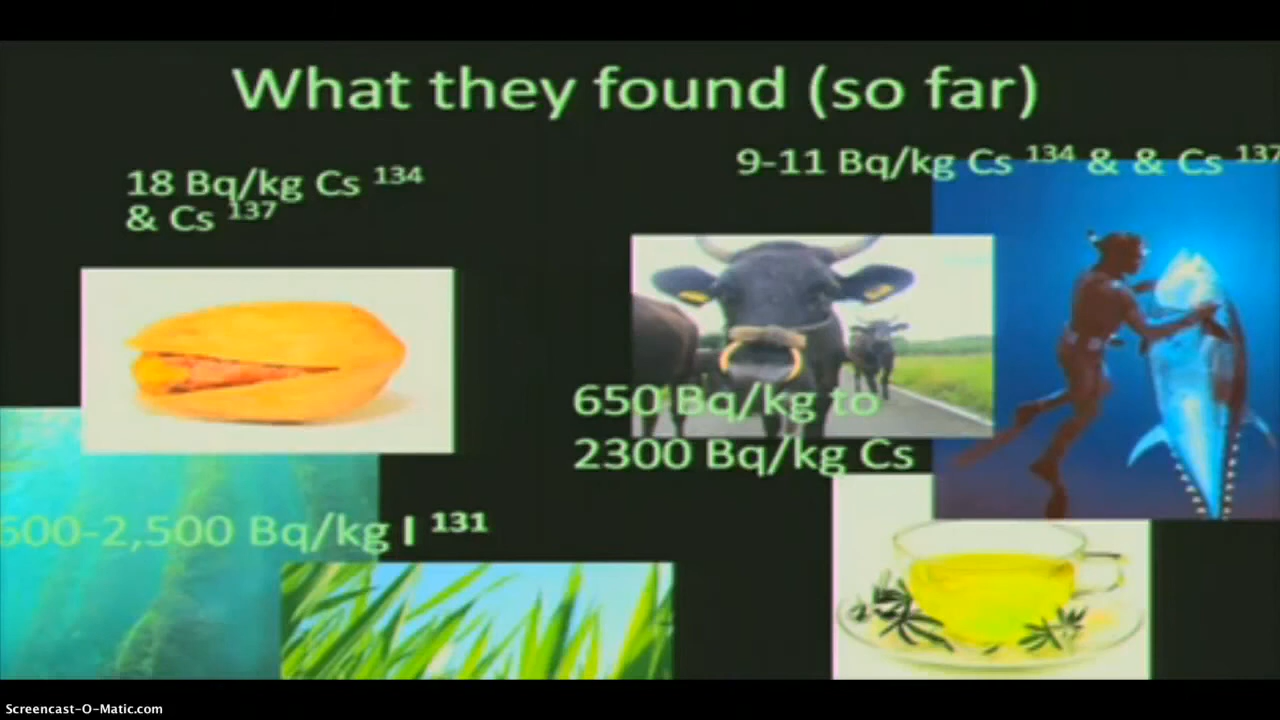 What they found (so far)
18 Bq/kg Cs 134
& Cs 137
9-11 Bq/kg Cs 134 & & Cs 137
650 Bq/kg to
2300 Bq/kg Cs
600-2,500 Bq/kg I 131
Screencast-O-Matic.com